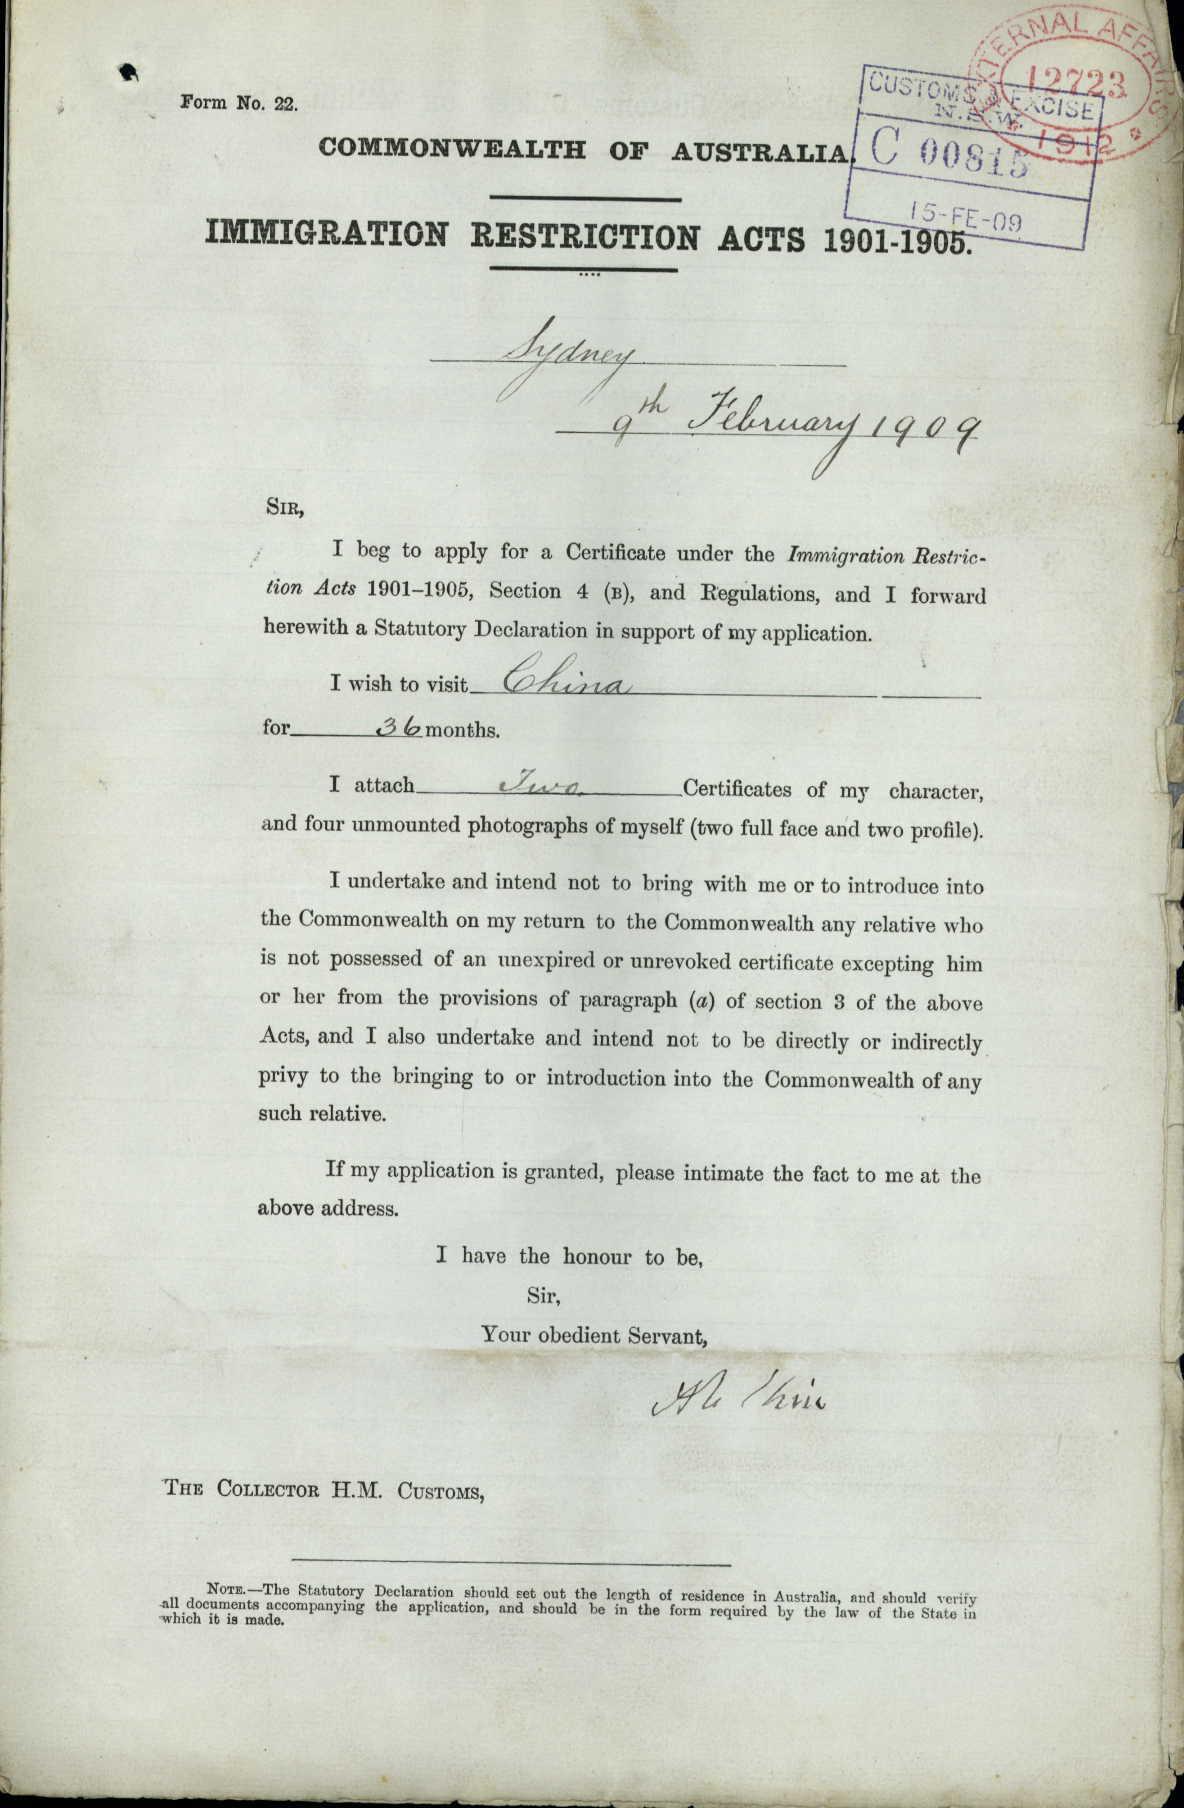 Form No. 22.
EXTERNAL AFFAIRS
12723
1912
CUSTOMS & EXCISE
N.S.W.
C 00815
15-FE-09
COMMONWEALTH OF AUSTRALIA.
IMMIGRATION RESTRICTION ACTS 1901-1905.
Sydney
9th February 1909
SIR,
I beg to apply for a Certificate under the Immigration Restric-
tion Acts 1901–1905, Section 4 (B), and Regulations, and I forward
herewith a Statutory Declaration in support of my application.
I wish to visit China
for 36 months.
I attach Two Certificates of my character,
and four unmounted photographs of myself (two full face and two profile).
I undertake and intend not to bring with me or to introduce into
the Commonwealth on my return to the Commonwealth any relative who
is not possessed of an unexpired or unrevoked certificate excepting him
or her from the provisions of paragraph (a) of section 3 of the above
Acts, and I also undertake and intend not to be directly or indirectly
privy to the bringing to or introduction into the Commonwealth of any
such relative.
If my application is granted, please intimate the fact to me at the
above address.
I have the honour to be,
Sir,
Your obedient Servant,
Ah
THE COLLECTOR H.M. CUSTOMS,
NOTE.—The Statutory Declaration should set out the length of residence in Australia, and should verify
all documents accompanying the application, and should be in the form required by the law of the State in
which it is made.